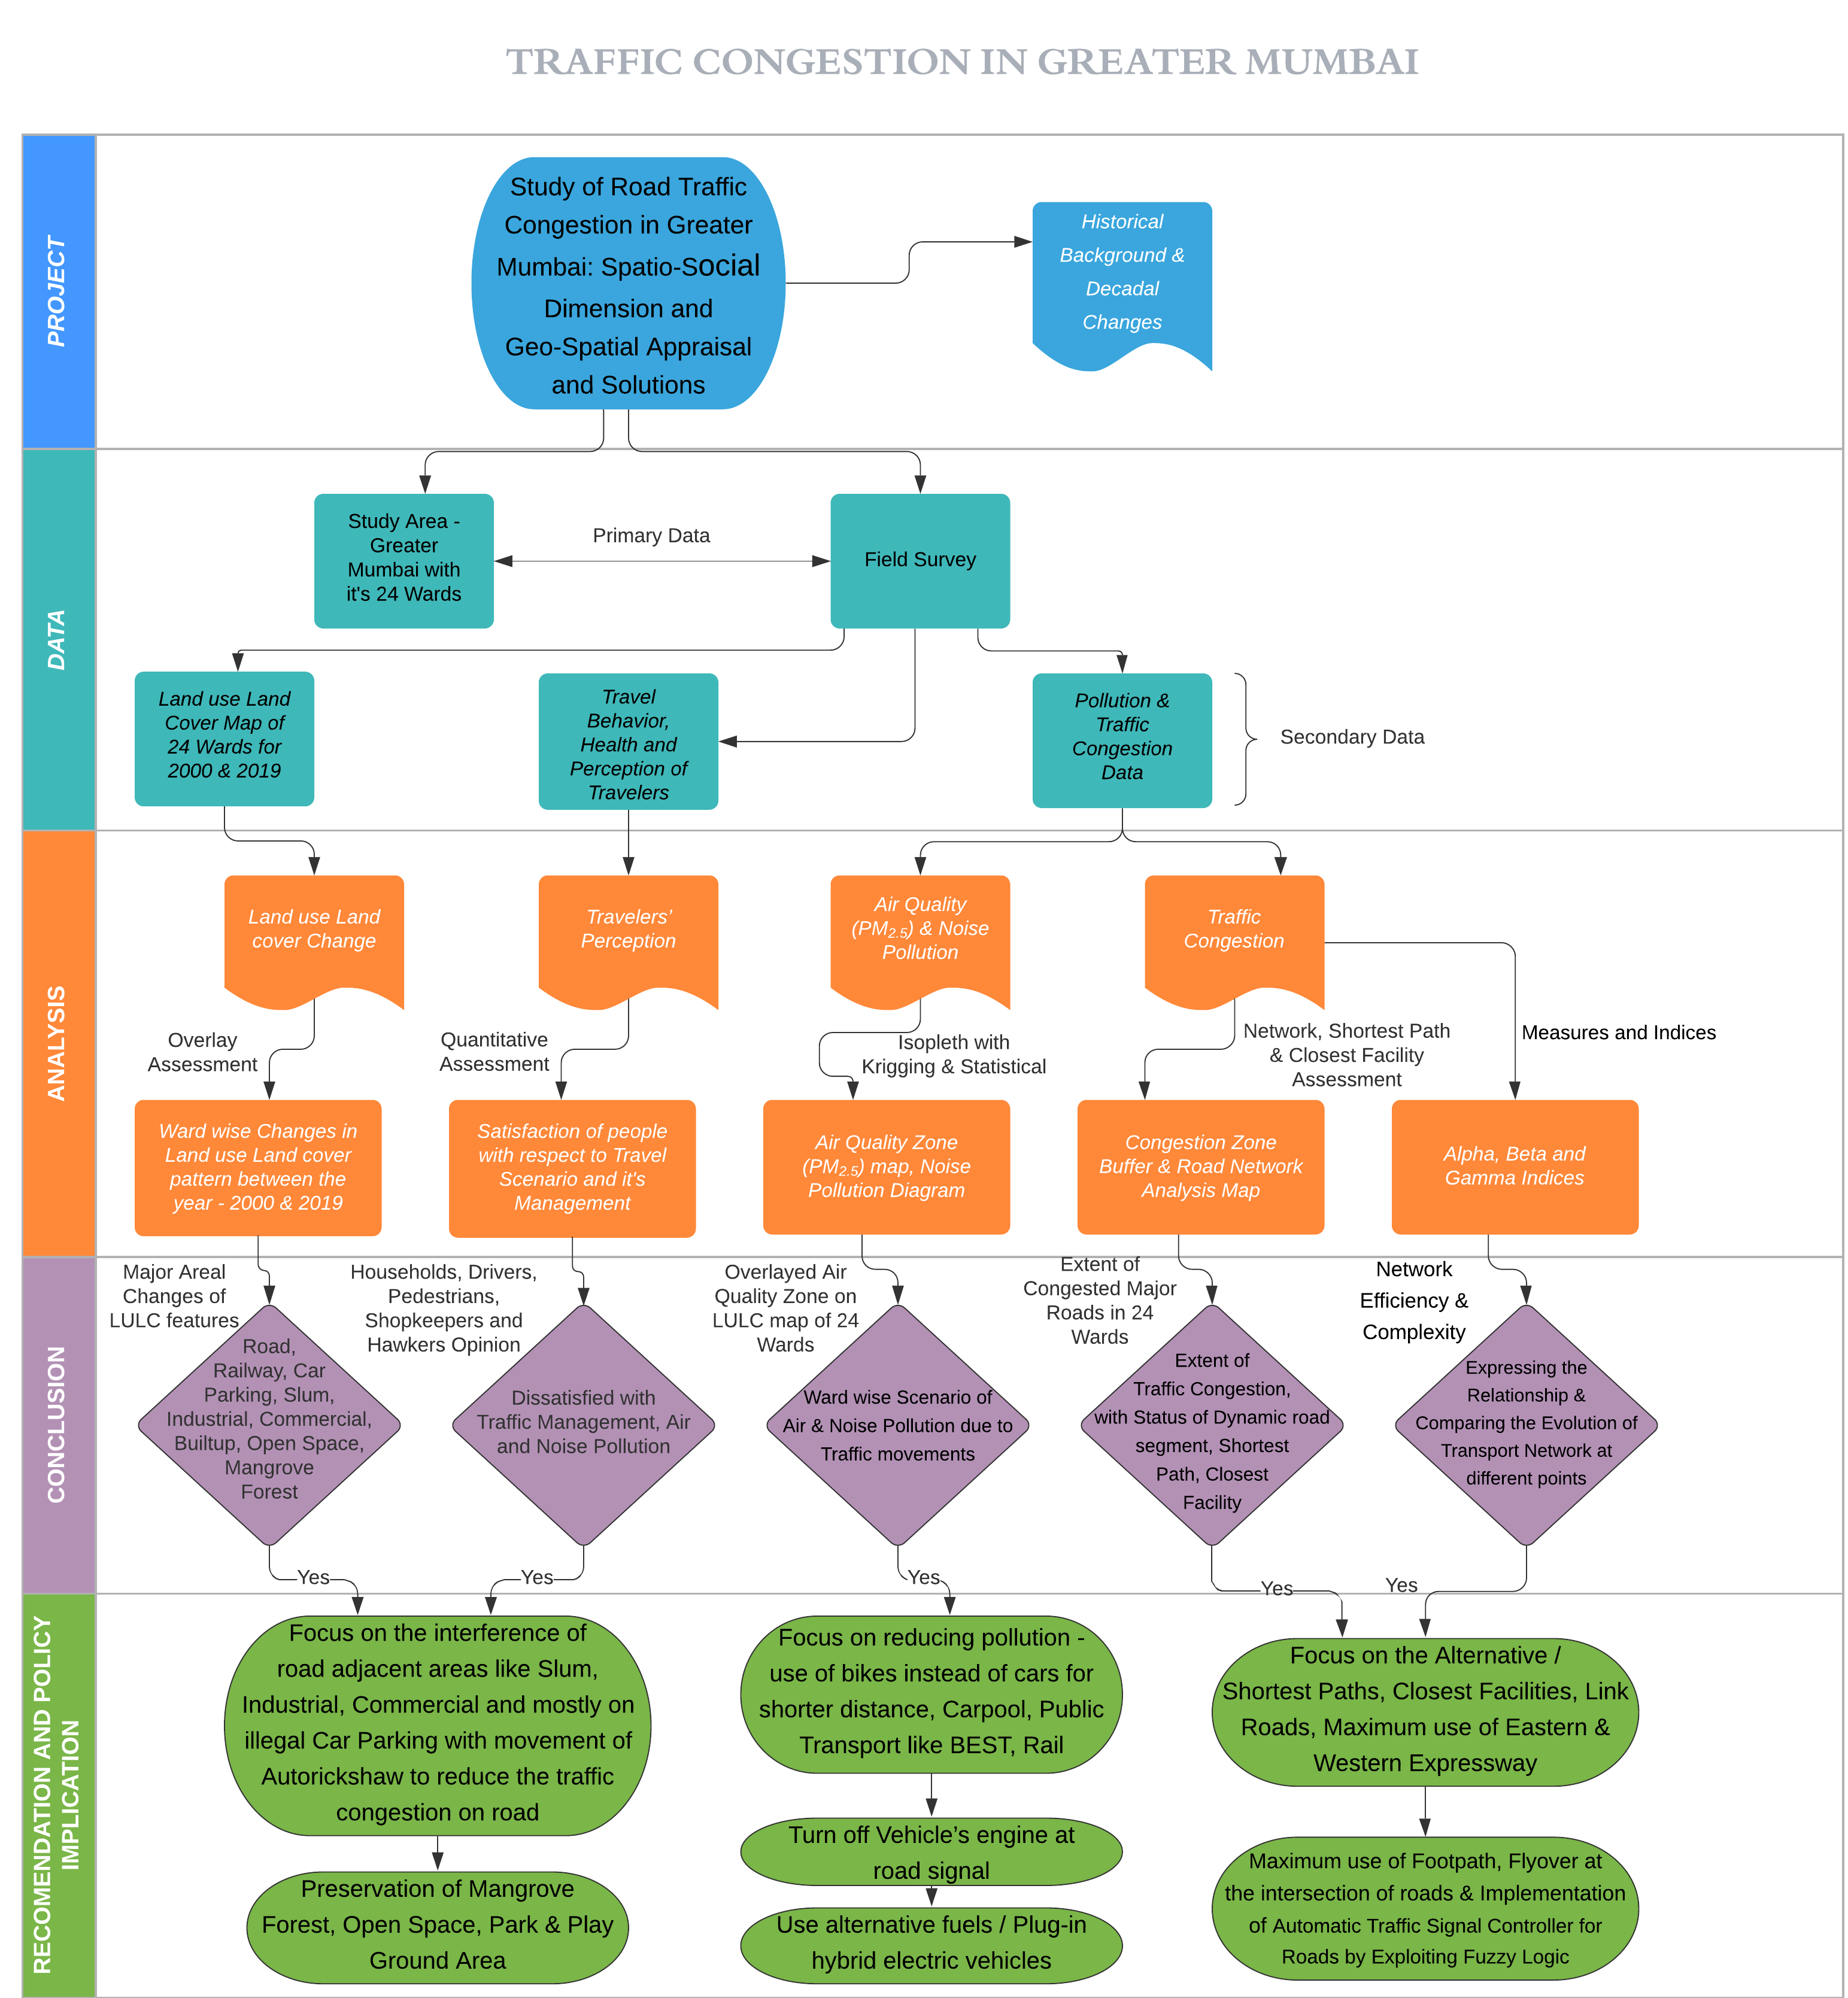 TRAFFIC CONGESTION IN GREATER MUMBAI
PROJECT
Study of Road Traffic
Congestion in Greater
Mumbai: Spatio-Social
Dimension and
Geo-Spatial Appraisal
and Solutions
Historical
Background &
Decadal
Changes
DATA
Study Area -
Greater
Mumbai with
it's 24 Wards
Primary Data
Field Survey
Land use Land
Cover Map of
24 Wards for
2000 & 2019
Travel
Behavior,
Health and
Perception of
Travelers
Pollution &
Traffic
Congestion
Data
Secondary Data
ANALYSIS
Land use Land
cover Change
Travelers'
Perception
Air Quality
(PM2.5) & Noise
Pollution
Traffic
Congestion
Overlay
Assessment
Quantitative
Assessment
Isopleth with
Krigging & Statistical
Network, Shortest Path
& Closest Facility
Assessment
Measures and Indices
Ward wise Changes in
Land use Land cover
pattern between the
year - 2000 & 2019
Satisfaction of people
with respect to Travel
Scenario and it's
Management
Air Quality Zone
(PM2.5) map, Noise
Pollution Diagram
Congestion Zone
Buffer & Road Network
Analysis Map
Alpha, Beta and
Gamma Indices
CONCLUSION
Major Areal
Changes of
LULC features
Households, Drivers,
Pedestrians,
Shopkeepers and
Hawkers Opinion
Overlayed Air
Quality Zone on
LULC map of 24
Wards
Extent of
Congested Major
Roads in 24
Wards
Network
Efficiency &
Complexity
Road,
Railway, Car
Parking, Slum,
Industrial, Commercial,
Builtup, Open Space,
Mangrove
Forest
Dissatisfied with
Traffic Management, Air
and Noise Pollution
Ward wise Scenario of
Air & Noise Pollution due to
Traffic movements
Extent of
Traffic Congestion,
with Status of Dynamic road
segment, Shortest
Path, Closest
Facility
Expressing the
Relationship &
Comparing the Evolution of
Transport Network at
different points
Yes
Yes
Yes
Yes
Yes
RECOMENDATION AND POLICY
IMPLICATION
Focus on the interference of
road adjacent areas like Slum,
Industrial, Commercial and mostly on
illegal Car Parking with movement of
Autorickshaw to reduce the traffic
congestion on road
Preservation of Mangrove
Forest, Open Space, Park & Play
Ground Area
Focus on reducing pollution -
use of bikes instead of cars for
shorter distance, Carpool, Public
Transport like BEST, Rail
Turn off Vehicle’s engine at
road signal
Use alternative fuels / Plug-in
hybrid electric vehicles
Focus on the Alternative /
Shortest Paths, Closest Facilities, Link
Roads, Maximum use of Eastern &
Western Expressway
Maximum use of Footpath, Flyover at
the intersection of roads & Implementation
of Automatic Traffic Signal Controller for
Roads by Exploiting Fuzzy Logic